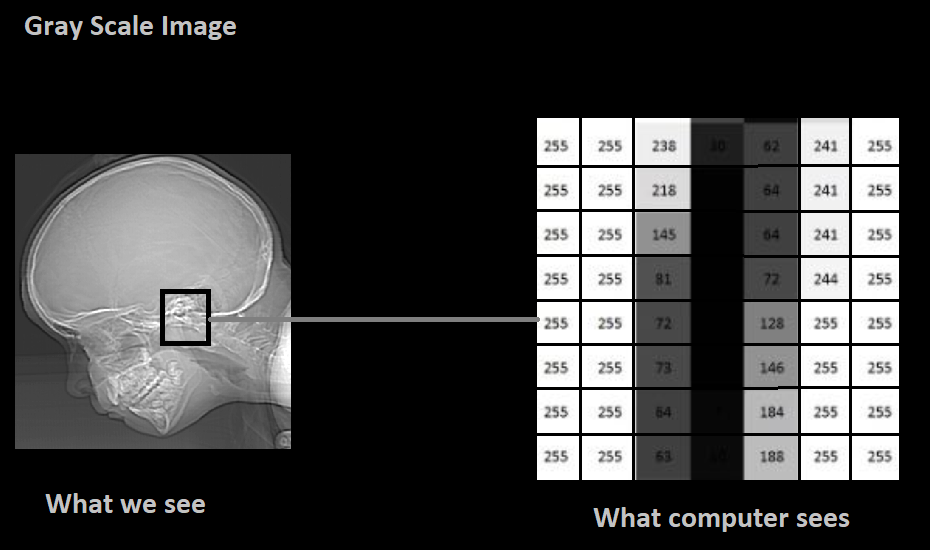 Gray Scale Image
255 255 238 30 62 241 255
255 255 218 64 241 255
255 255 145 64 241 255
255 255 81 72 244 255
255 255 72 128 255 255
255 255 73 146 255 255
255 255 64 184 255 255
255 255 63 188 255 255
What we see
What computer sees